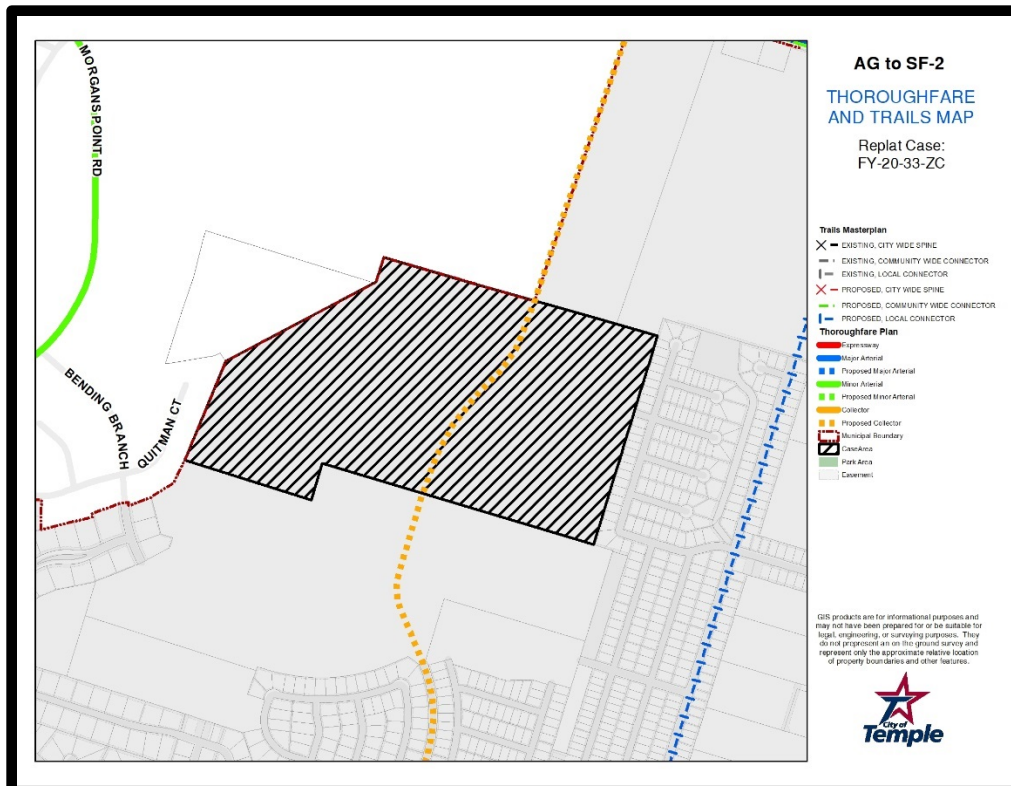 MORGANS POINT RD
BENDING BRANCH
QUITMAN CT
AG to SF-2
THOROUGHFARE
AND TRAILS MAP
Replat Case:
FY-20-33-ZC
Trails Masterplan
EXISTING, CITY WIDE SPINE
EXISTING, COMMUNITY WIDE CONNECTOR
EXISTING, LOCAL CONNECTOR
PROPOSED, CITY WIDE SPINE
PROPOSED, COMMUNITY WIDE CONNECTOR
PROPOSED, LOCAL CONNECTOR
Thoroughfare Plan
Expressway
Major Arterial
Proposed Major Arterial
Minor Arterial
Proposed Minor Arterial
Collector
Proposed Collector
Municipal Boundary
CaseArea
Park Area
Easement
GIS products are for informational purposes and
may not have been prepared for or be suitable for
legal, engineering, or surveying purposes. They
do not prepresent an on the ground survey and
represent only the approximate relative location
of property boundaries and other features.
City of
Temple